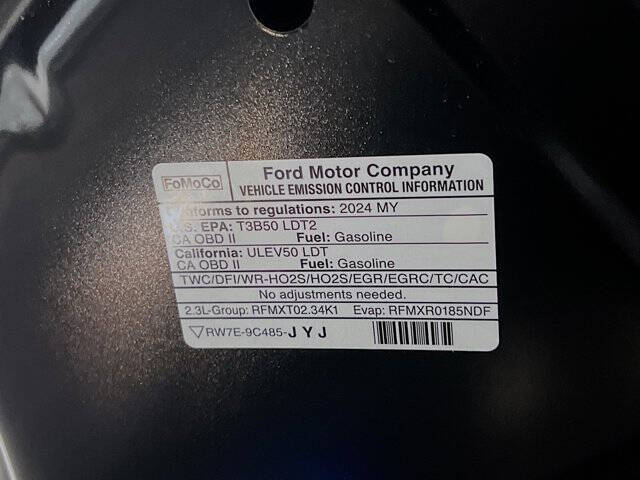 FoMoCo
Ford Motor Company
VEHICLE EMISSION CONTROL INFORMATION
Conforms to regulations: 2024 MY
U.S. EPA: T3B50 LDT2
CA OBD II Fuel: Gasoline
California: ULEV50 LDT
CA OBD II Fuel: Gasoline
TWC/DFI/WR-HO2S/HO2S/EGR/EGRC/TC/CAC
No adjustments needed.
2.3L-Group: RFMXT02.34K1 Evap: RFMXR0185NDF
RW7E-9C485-JYJ